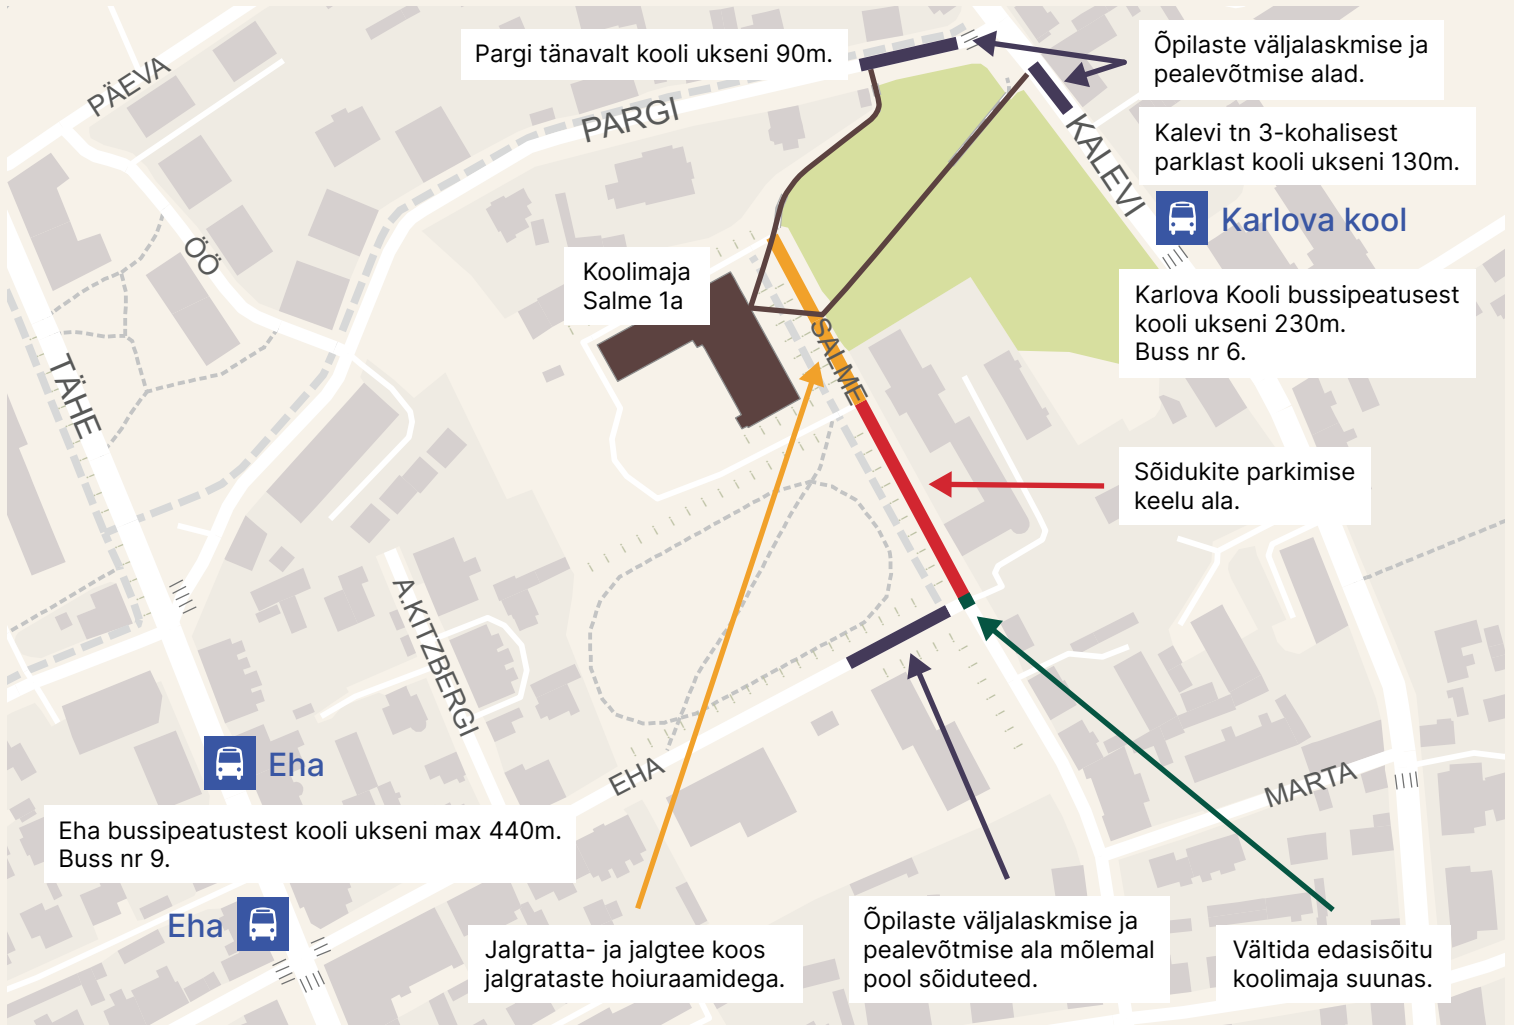 Pargi tänavalt kooli ukseni 90m.
Õpilaste väljalaskmise ja
pealevõtmise alad.
PÄEVA
PARGI
KALEVI
Kalevi tn 3-kohalisest
parklast kooli ukseni 130m.
Karlova kool
ÖÖ
Koolimaja
Salme 1a
Karlova Kooli bussipeatusest
kooli ukseni 230m.
Buss nr 6.
SALME
TÄHE
Sõidukite parkimise
keelu ala.
A.KITZBERGI
EHA
MARTA
Eha
Eha bussipeatustest kooli ukseni max 440m.
Buss nr 9.
Eha
Jalgratta- ja jalgtee koos
jalgrataste hoiuraamidega.
Õpilaste väljalaskmise ja
pealevõtmise ala mõlemal
pool sõiduteed.
Vältida edasisõitu
koolimaja suunas.